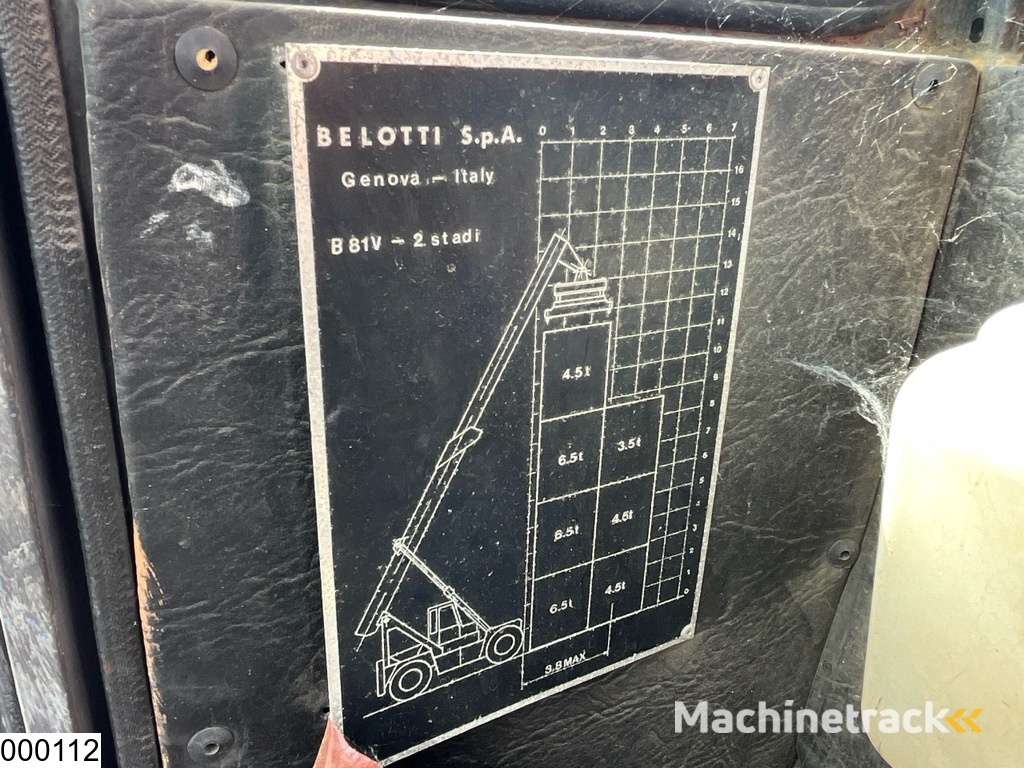 BELOTTI S.p.A.
Genova - Italy
B 81V - 2 stadi
0 1 2 3 4 5 6 7
16
15
14
13
12
11
10
9
8
7
6
5
3
2
1
0
4.5t
6.5t 3.5t
6.5t 4.5t
6.5t 4.5t
3.8 MAX
Machinetrack
000112